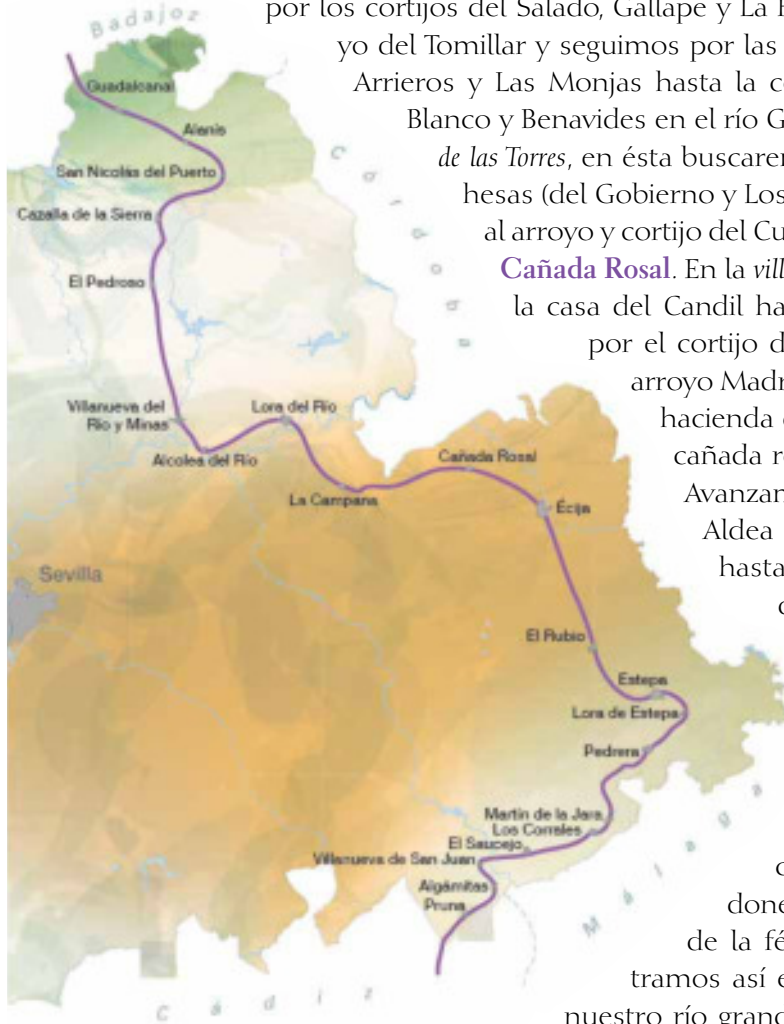 por los cortijos del Salado, Gallape y La
yo del Tomillar y seguimos por las
Arrieros y Las Monjas hasta la
Blanco y Benavides en el río G
de las Torres, en ésta buscare
hesas (del Gobierno y Los
al arroyo y cortijo del Cu
Cañada Rosal. En la vill
la casa del Candil ha
por el cortijo d
arroyo Madr
hacienda
cañada r
Avanzan
Aldea
hasta
done
de la fé
tramos así e
nuestro río grand
Badajoz
Guadalcanal
Alanís
San Nicolás del Puerto
Cazalla de la Sierra
Córdoba
El Pedroso
Villanueva del
Río y Minas
Lora del Río
Alcolea del Río
Cañada Rosal
La Campana
Écija
Sevilla
El Rubio
Estepa
Lora de Estepa
Pedrera
Martín de la Jara
Los Corrales
El Saucejo
Villanueva de San Juan
Algámitas
Pruna
Málaga
Cádiz